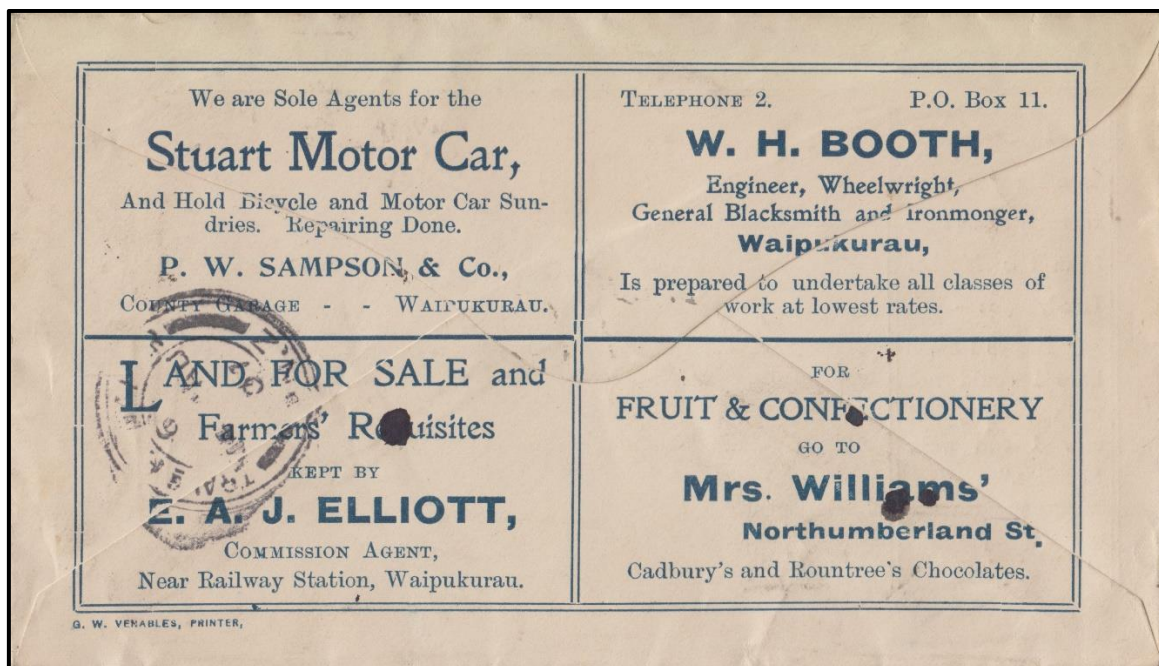 We are Sole Agents for the
Stuart Motor Car,
And Hold Bicycle and Motor Car Sun-
dries. Repairing Done.
P. W. SAMPSON, & Co.,
COUNTY GARAGE - - WAIPUKURAU.
TELEPHONE 2. P.O. BOX 11.
W. H. BOOTH,
Engineer, Wheelwright,
General Blacksmith and Ironmonger,
Waipukurau,
Is prepared to undertake all classes of
work at lowest rates.
LAND FOR SALE and
Farmers' Requisites
KEPT BY
E. A. J. ELLIOTT,
COMMISSION AGENT,
Near Railway Station, Waipukurau.
FOR
FRUIT & CONFECTIONERY
GO TO
Mrs. Williams'
Northumberland St.
Cadbury's and Rountree's Chocolates.
G. W. VENABLES, PRINTER,